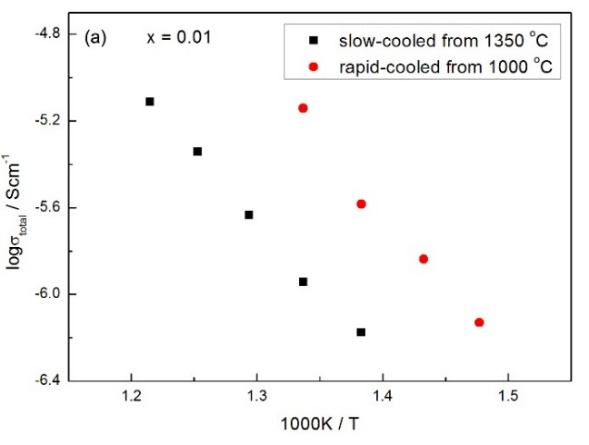 (a) x = 0.01
slow-cooled from 1350 °C
rapid-cooled from 1000 °C
logσtotal / Scm-1
-4.8
-5.2
-5.6
-6.0
-6.4
1.2 1.3 1.4 1.5
1000K / T